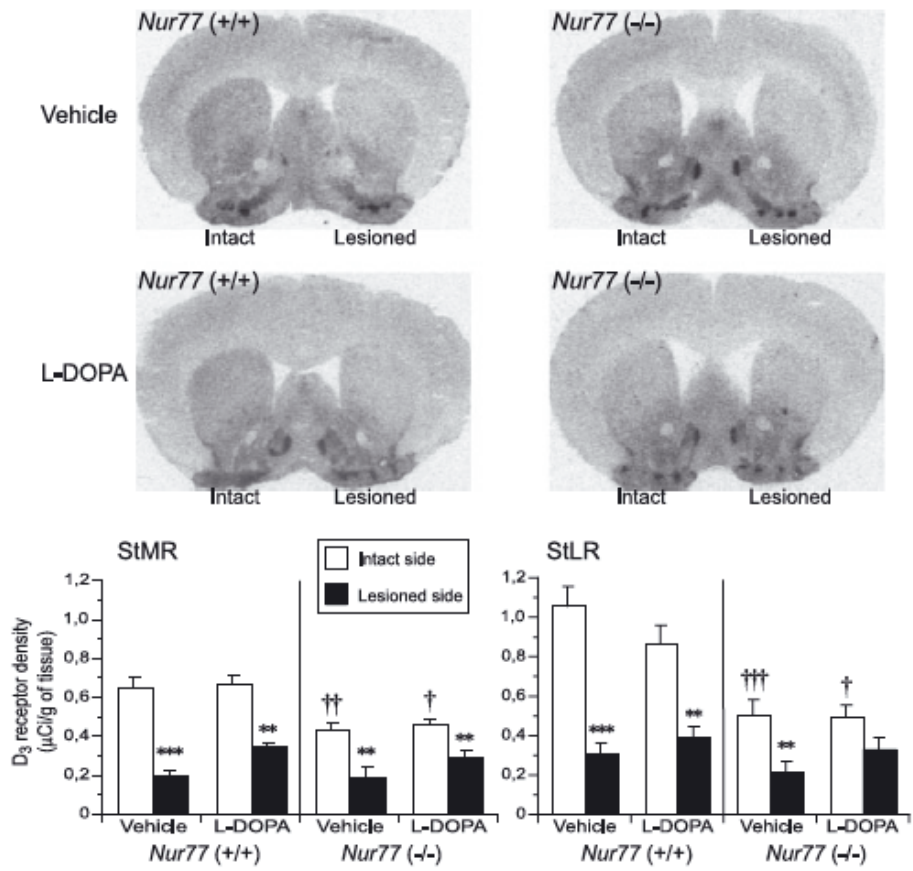 Nur77 (+/+)
Nur77 (-/-)
Vehicle
Intact
Lesioned
Intact
Lesioned
Nur77 (+/+)
Nur77 (-/-)
L-DOPA
Intact
Lesioned
Intact
Lesioned
StMR
Intact side
Lesioned side
StLR
D3 receptor density
(µCi/g of tissue)
1,2
1,0
0,8
0,6
0,4
0,2
0
***
**
††
**
†
**
Vehicle
L-DOPA
Vehicle
L-DOPA
Nur77 (+/+)
Nur77 (-/-)
1,2
1,0
0,8
0,6
0,4
0,2
0
***
**
†††
**
†
Vehicle
L-DOPA
Vehicle
L-DOPA
Nur77 (+/+)
Nur77 (-/-)